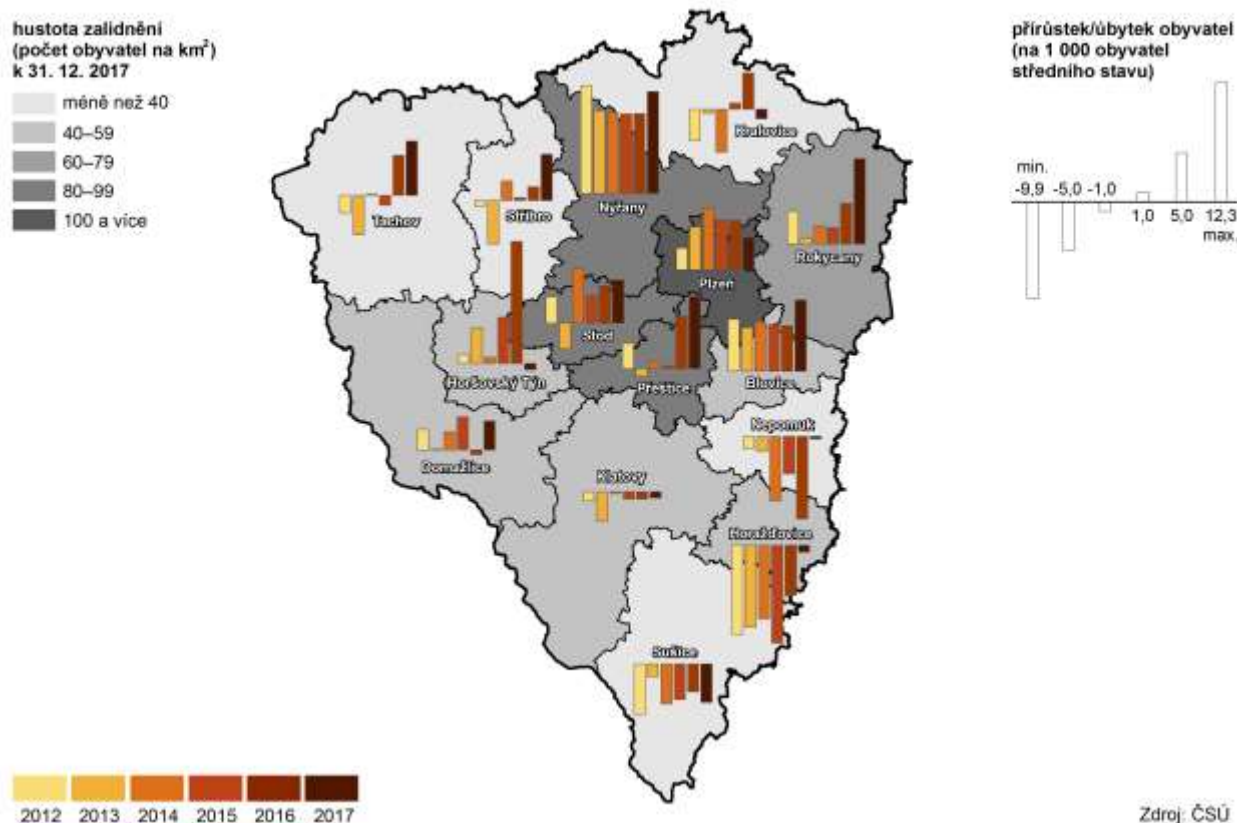 hustota zalidnění
(počet obyvatel na km²)
k 31. 12. 2017
méně než 40
40–59
60–79
80–99
100 a více
přírůstek/úbytek obyvatel
(na 1 000 obyvatel
středního stavu)
min.
-9,9 -5,0 -1,0
1,0 5,0 12,3
max.
Kralovice
Tachov
Stříbro
Nýřany
Rokycany
Plzeň
Stod
Horšovský Týn
Přeštice
Blovice
Nepomuk
Domažlice
Klatovy
Horažďovice
Sušice
2012 2013 2014 2015 2016 2017
Zdroj: ČSÚ